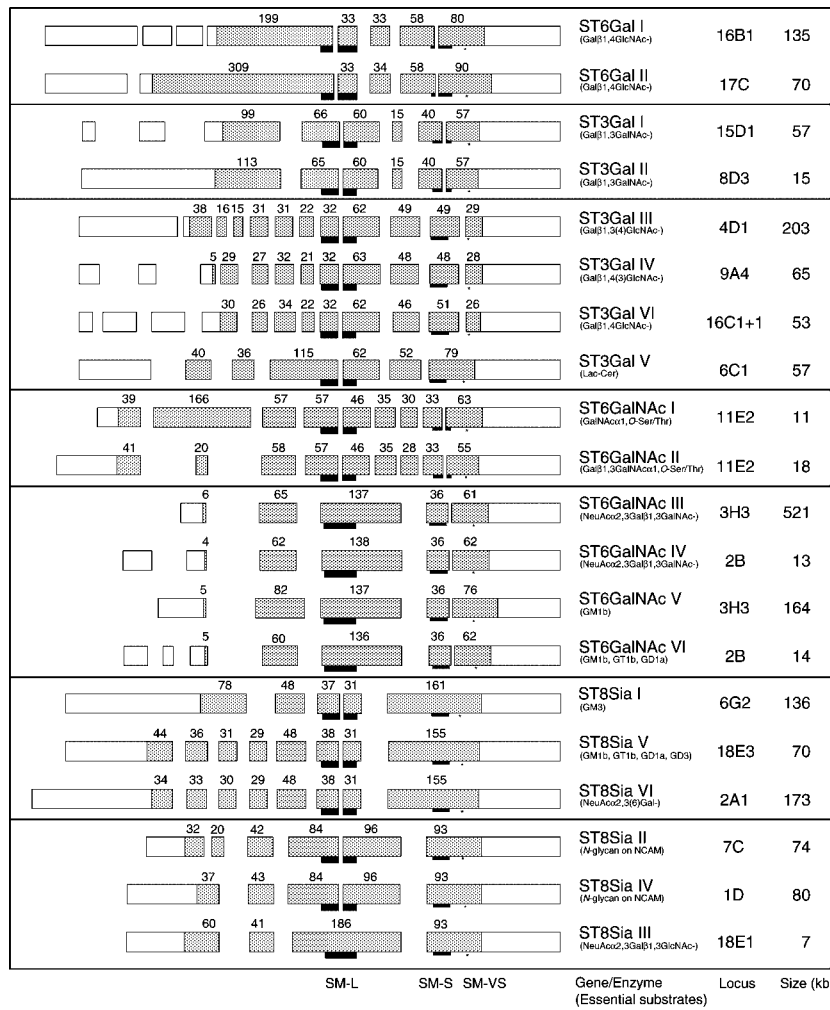 199 33 33 58 80 ST6Gal I 16B1 135
(Galβ1,4GlcNAc-)
309 33 34 58 90 ST6Gal II 17C 70
(Galβ1,4GlcNAc-)
99 66 60 15 40 57 ST3Gal I 15D1 57
(Galβ1,3GalNAc-)
113 65 60 15 40 57 ST3Gal II 8D3 15
(Galβ1,3GalNAc-)
38 16 15 31 31 22 32 62 49 49 29 ST3Gal III 4D1 203
(Galβ1,3(4)GlcNAc-)
5 29 27 32 21 32 63 48 48 28 ST3Gal IV 9A4 65
(Galβ1,4(3)GlcNAc-)
30 26 34 22 32 62 46 51 26 ST3Gal VI 16C1+1 53
(Galβ1,4GlcNAc-)
40 36 115 62 52 79 ST3Gal V 6C1 57
(Lac-Cer)
39 166 57 57 46 35 30 33 63 ST6GalNAc I 11E2 11
(GalNAcα1,O-Ser/Thr)
41 20 58 57 46 35 28 33 55 ST6GalNAc II 11E2 18
(Galβ1,3GalNAcα1,O-Ser/Thr)
6 65 137 36 61 ST6GalNAc III 3H3 521
(NeuAcα2,3Galβ1,3GalNAc-)
4 62 138 36 62 ST6GalNAc IV 2B 13
(NeuAcα2,3Galβ1,3GalNAc-)
5 82 137 36 76 ST6GalNAc V 3H3 164
(GM1b)
5 60 136 36 62 ST6GalNAc VI 2B 14
(GM1b, GT1b, GD1a)
78 48 37 31 161 ST8Sia I 6G2 136
(GM3)
44 36 31 29 48 38 31 155 ST8Sia V 18E3 70
(GM1b, GT1b, GD1a, GD3)
34 33 30 29 48 38 31 155 ST8Sia VI 2A1 173
(NeuAcα2,3(6)Gal-)
32 20 42 84 96 93 ST8Sia II 7C 74
(N-glycan on NCAM)
37 43 84 96 93 ST8Sia IV 1D 80
(N-glycan on NCAM)
60 41 186 93 ST8Sia III 18E1 7
(NeuAcα2,3Galβ1,3GlcNAc-)
SM-L SM-S SM-VS Gene/Enzyme Locus Size (kb
(Essential substrates)